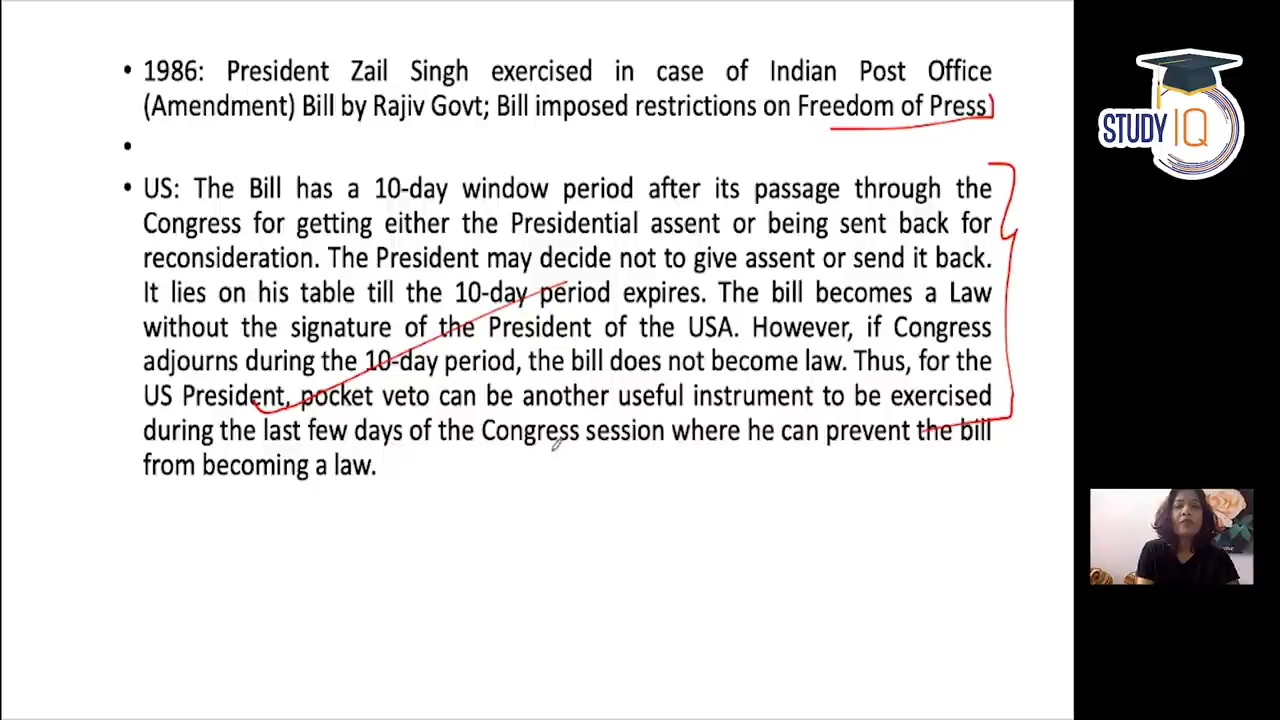 • 1986: President Zail Singh exercised in case of Indian Post Office
(Amendment) Bill by Rajiv Govt; Bill imposed restrictions on Freedom of Press
•
• US: The Bill has a 10-day window period after its passage through the
Congress for getting either the Presidential assent or being sent back for
reconsideration. The President may decide not to give assent or send it back.
It lies on his table till the 10-day period expires. The bill becomes a Law
without the signature of the President of the USA. However, if Congress
adjourns during the 10-day period, the bill does not become law. Thus, for the
US President, pocket veto can be another useful instrument to be exercised
during the last few days of the Congress session where he can prevent the bill
from becoming a law.
STUDY IQ